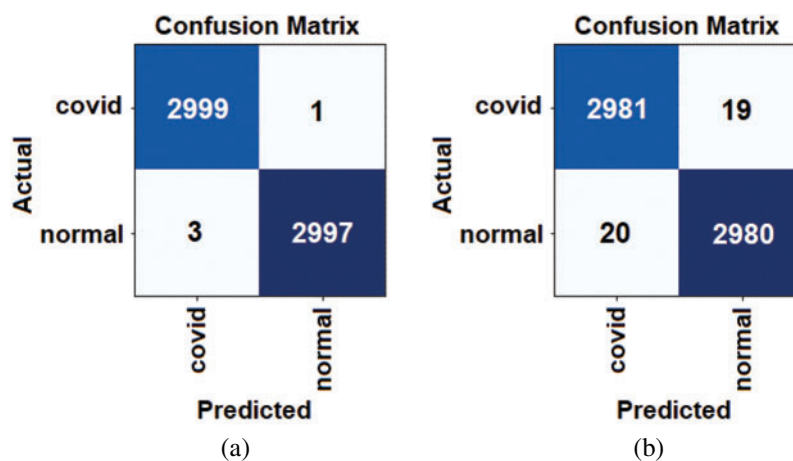 Confusion Matrix
Actual
covid
2999
1
normal
3
2997
covid
normal
Predicted
(a)
Confusion Matrix
Actual
covid
2981
19
normal
20
2980
covid
normal
Predicted
(b)